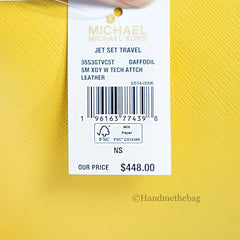 MICHAEL
MICHAEL KORS
JET SET TRAVEL
35S3GTVC5T DAFFODIL
SM XDY W TECH ATTCH
LEATHER
1 96163 77439 8
FSC
MIX
Paper
NS
OUR PRICE $448.00
©Handmethebag